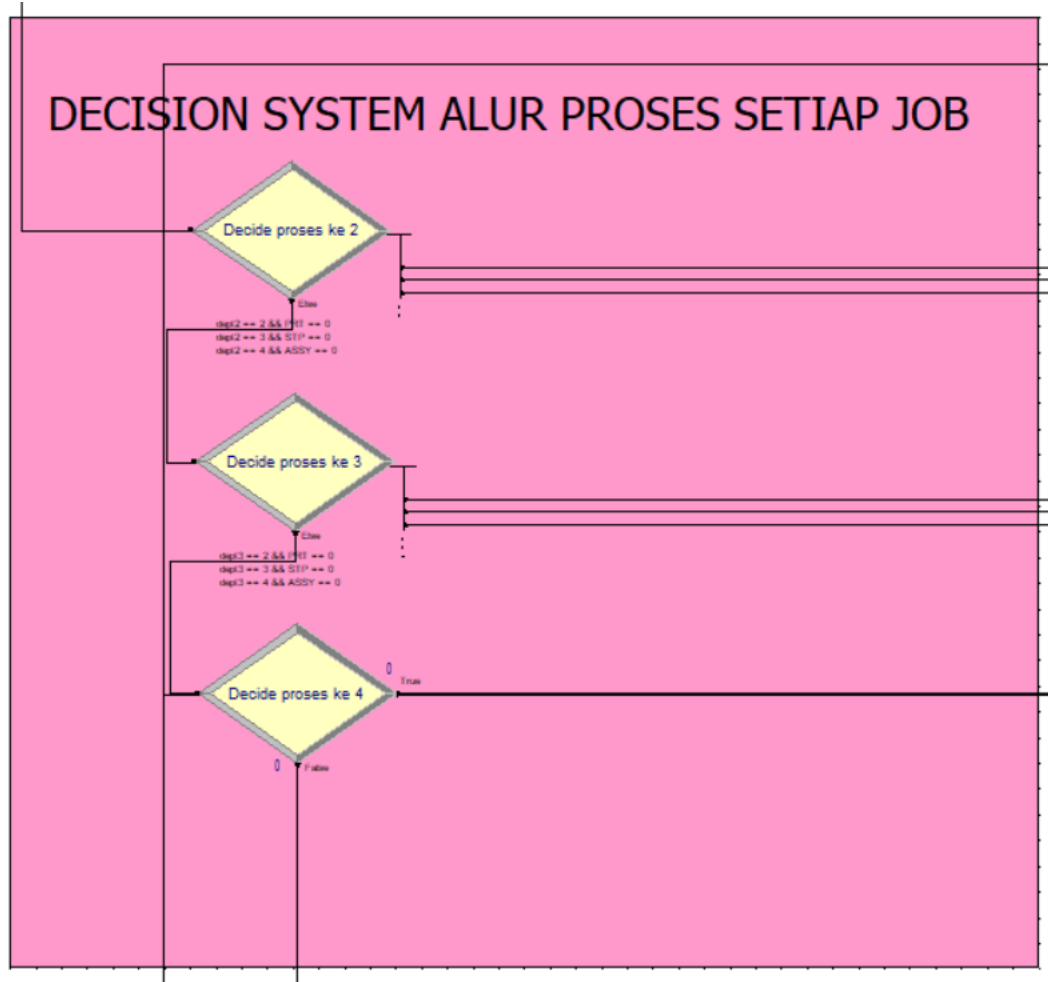 DECISION SYSTEM ALUR PROSES SETIAP JOB
Decide proses ke 2
Else
dept2 == 2 && PRT == 0
dept2 == 3 && STP == 0
dept2 == 4 && ASSY == 0
Decide proses ke 3
Else
dept3 == 2 && PRT == 0
dept3 == 3 && STP == 0
dept3 == 4 && ASSY == 0
0
True
Decide proses ke 4
0
False